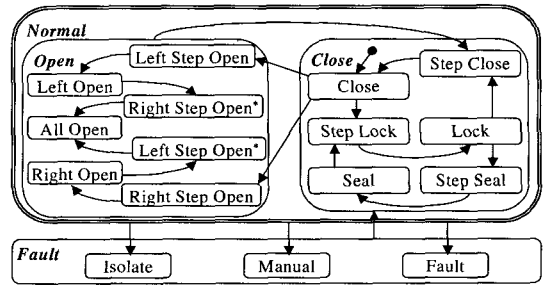 Normal
Open
Left Step Open
Close
Step Close
Left Open
Close
Right Step Open*
All Open
Step Lock
Lock
Left Step Open*
Right Open
Seal
Step Seal
Right Step Open
Fault
Isolate
Manual
Fault